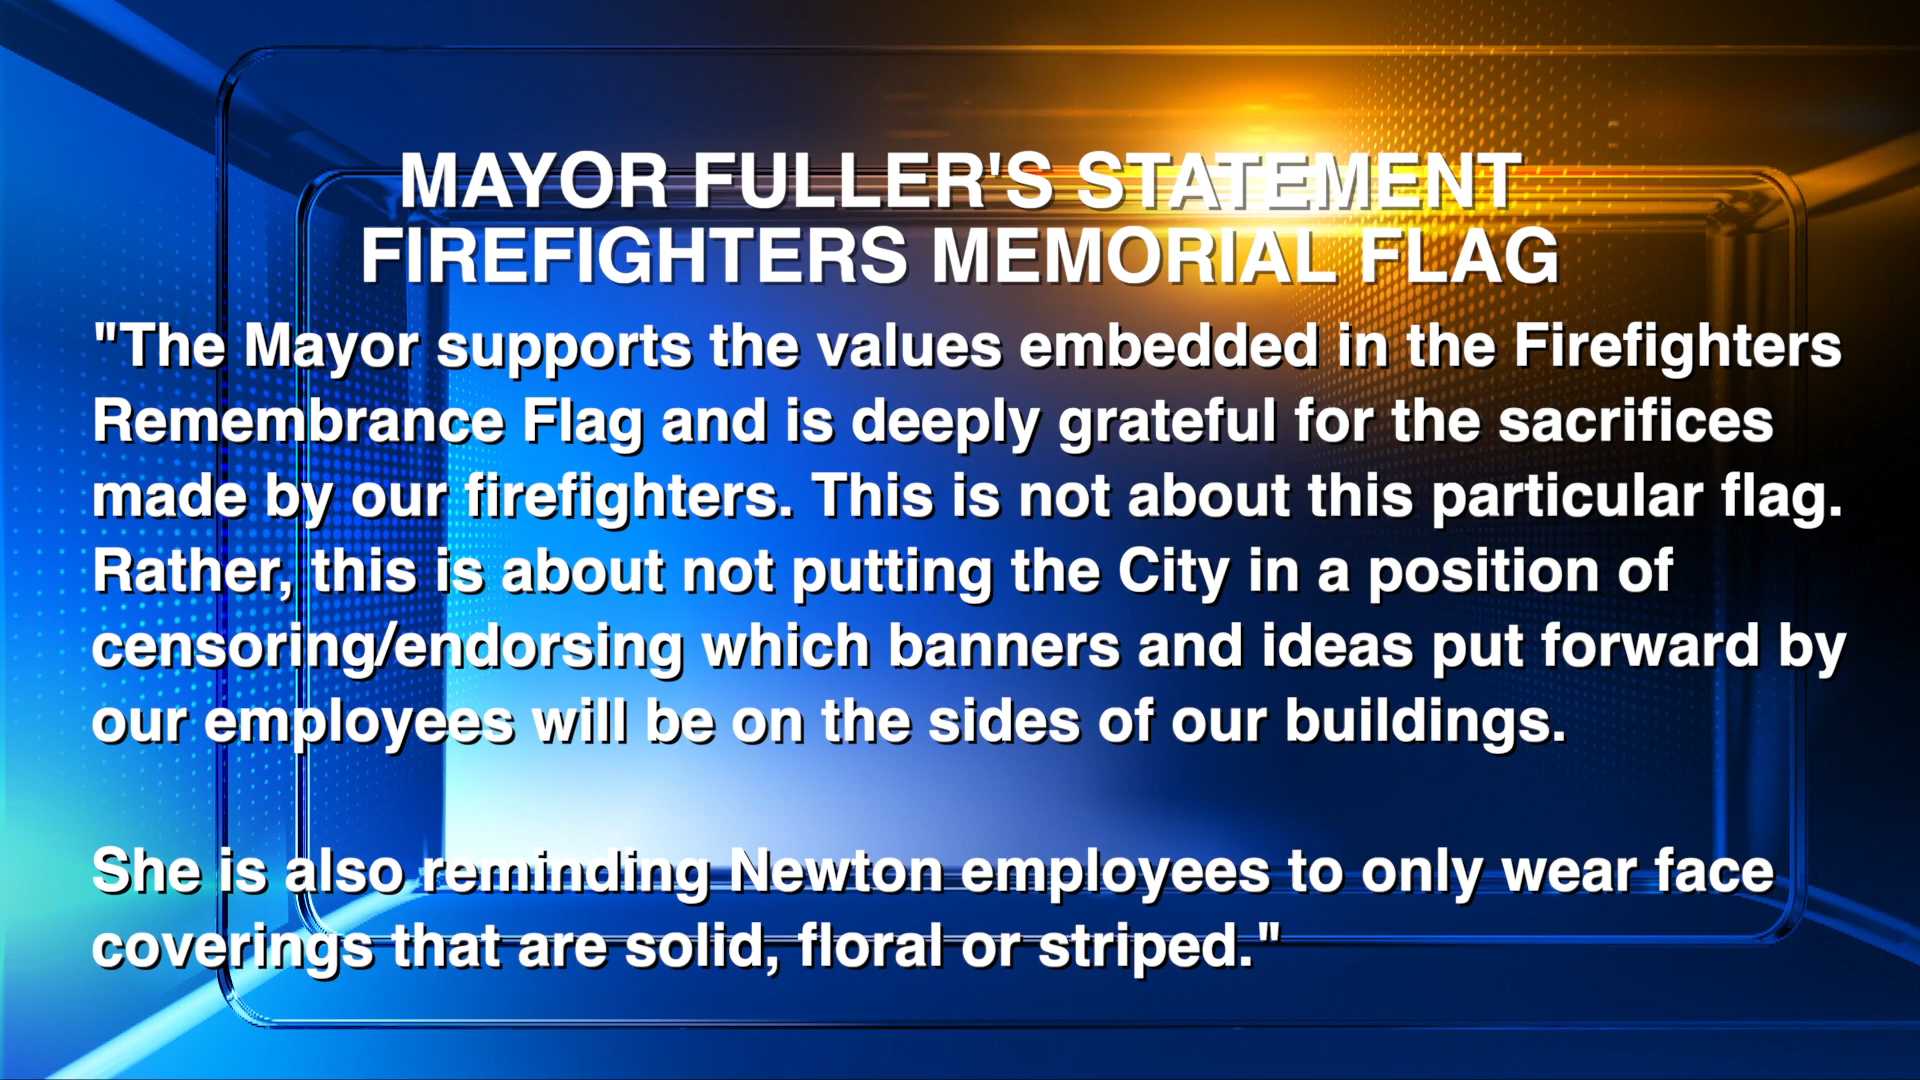 MAYOR FULLER'S STATEMENT
FIREFIGHTERS MEMORIAL FLAG
"The Mayor supports the values embedded in the Firefighters
Remembrance Flag and is deeply grateful for the sacrifices
made by our firefighters. This is not about this particular flag.
Rather, this is about not putting the City in a position of
censoring/endorsing which banners and ideas put forward by
our employees will be on the sides of our buildings.
She is also reminding Newton employees to only wear face
coverings that are solid, floral or striped."